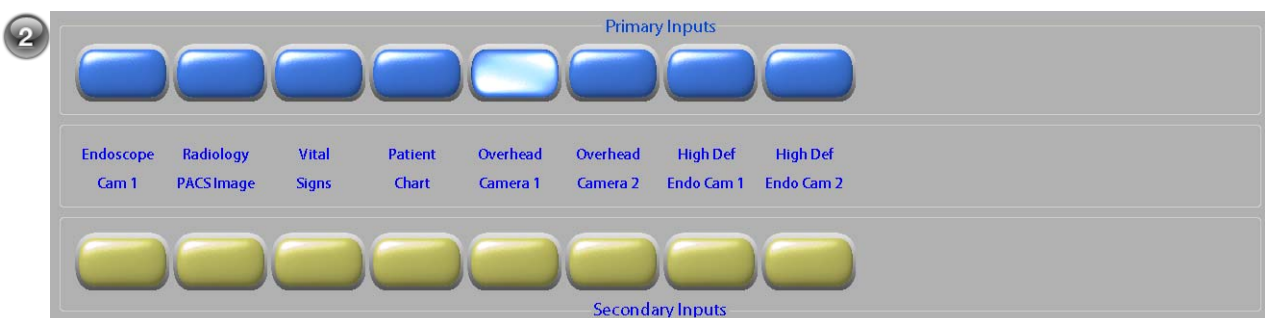 2
Primary Inputs
Endoscope Radiology Vital Patient Overhead Overhead High Def High Def
Cam 1 PACS Image Signs Chart Camera 1 Camera 2 Endo Cam 1 Endo Cam 2
Secondary Inputs